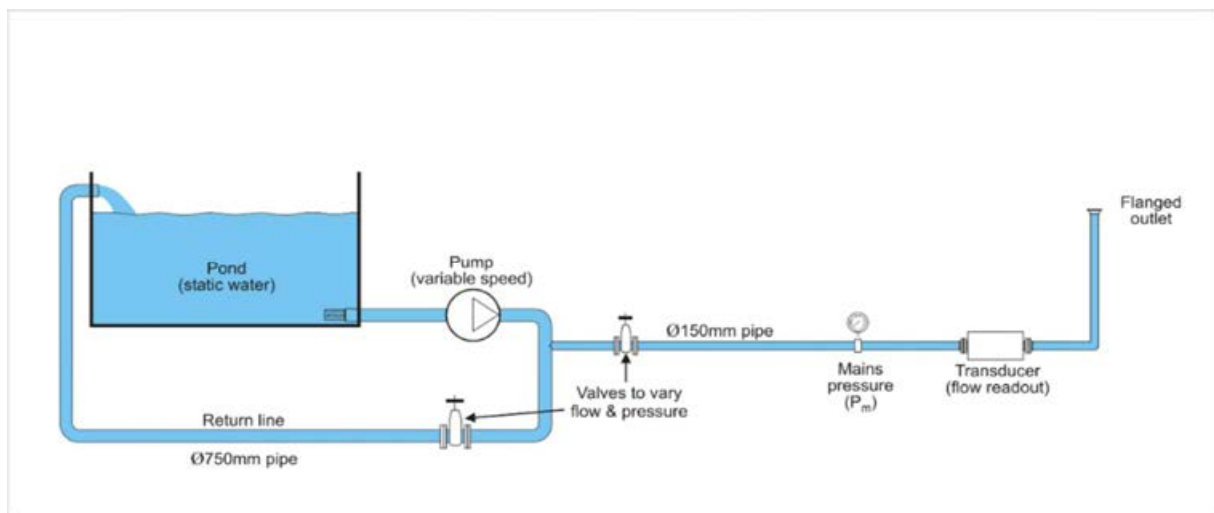 Pond
(static water)
Pump
(variable speed)
Flanged
outlet
Ø150mm pipe
Mains
pressure
(Pm)
Transducer
(flow readout)
Valves to vary
flow & pressure
Return line
Ø750mm pipe